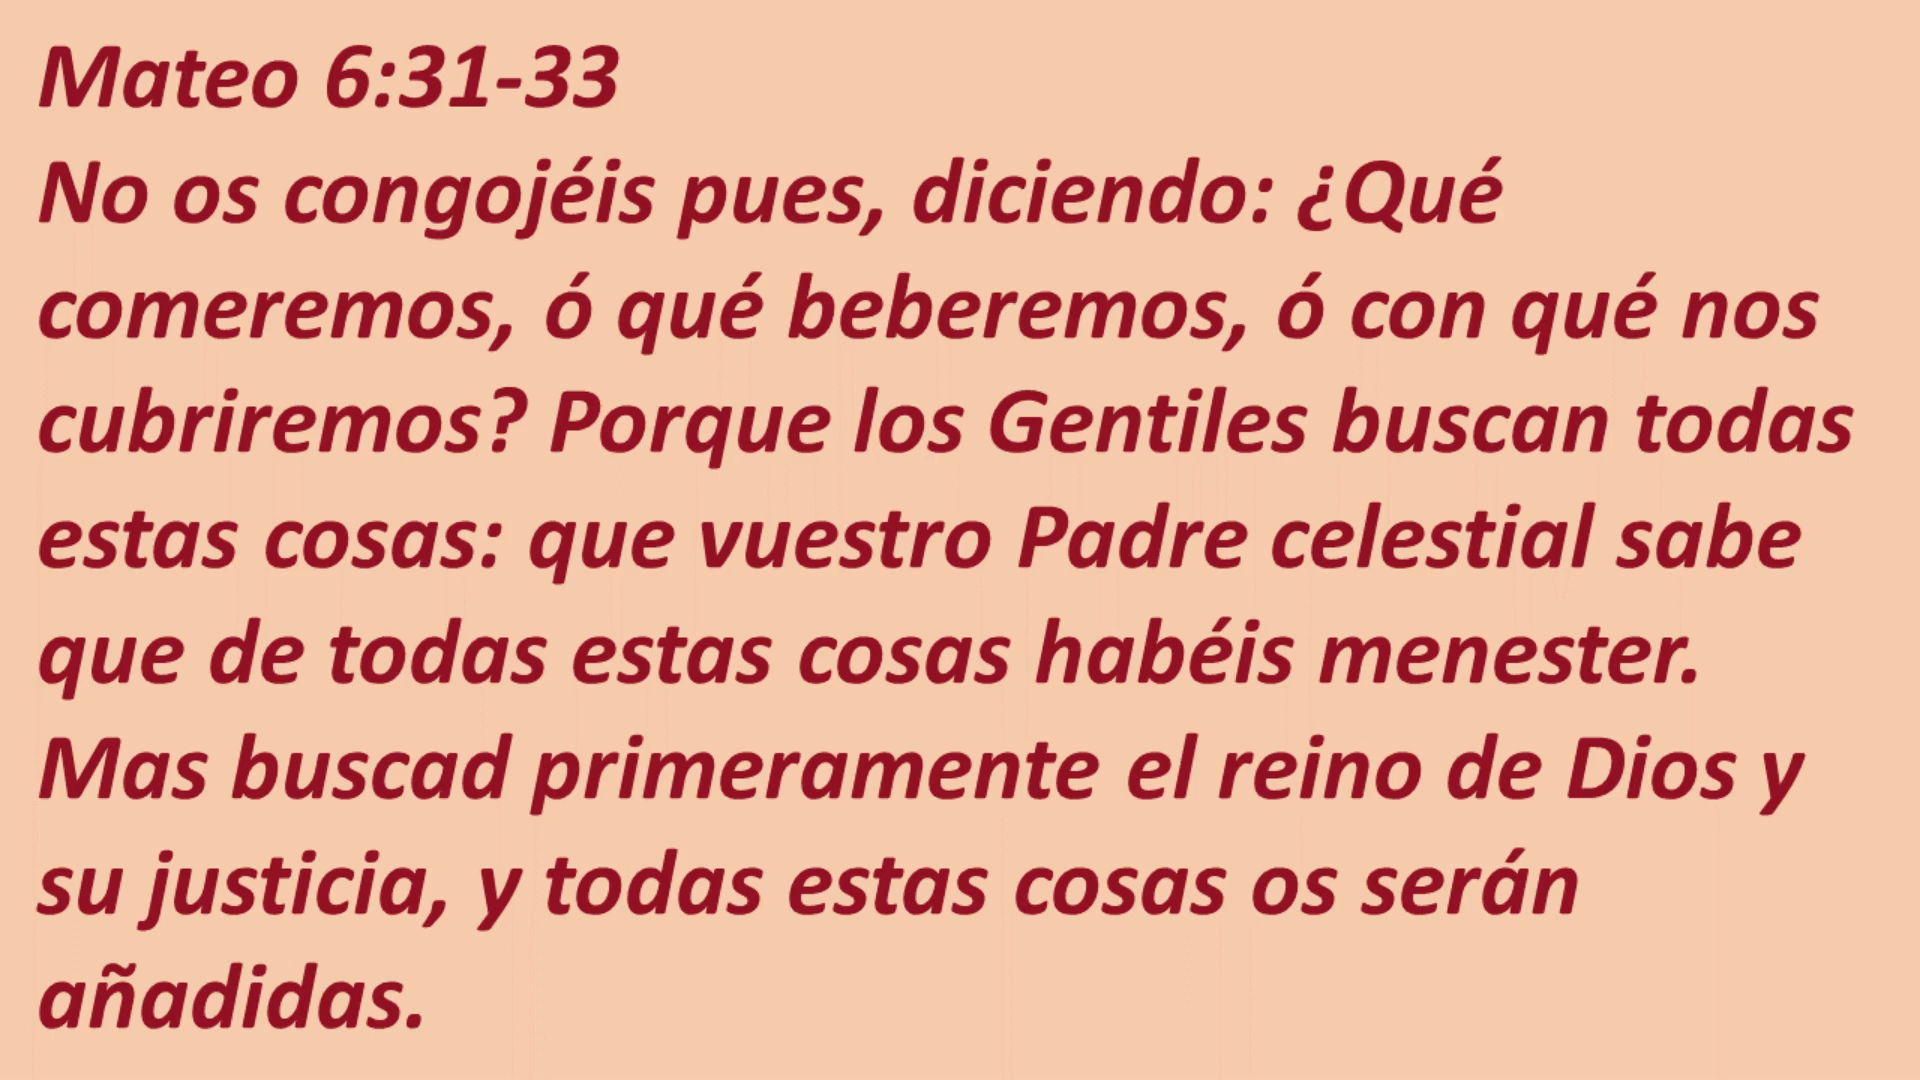 Mateo 6:31-33
No os congojéis pues, diciendo: ¿Qué
comeremos, ó qué beberemos, ó con qué nos
cubriremos? Porque los Gentiles buscan todas
estas cosas: que vuestro Padre celestial sabe
que de todas estas cosas habéis menester.
Mas buscad primeramente el reino de Dios y
su justicia, y todas estas cosas os serán
añadidas.